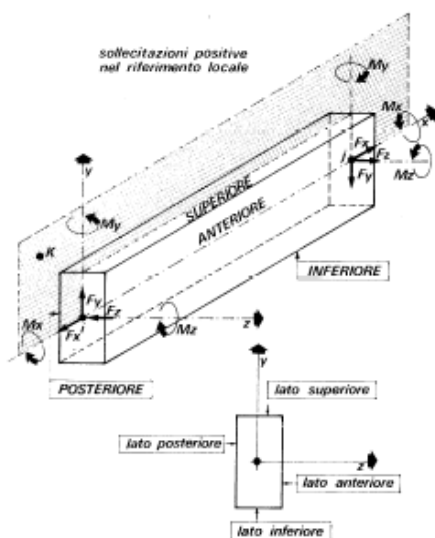 sollecitazioni positive
nel riferimento locale
My
Mx
x
Fx
j
Fz
Fy
Mz
y
SUPERIORE
ANTERIORE
My
K
INFERIORE
Fy
Fz
Mx
Fx
i
Mz
z
POSTERIORE
y
lato superiore
lato posteriore
z
lato anteriore
lato inferiore